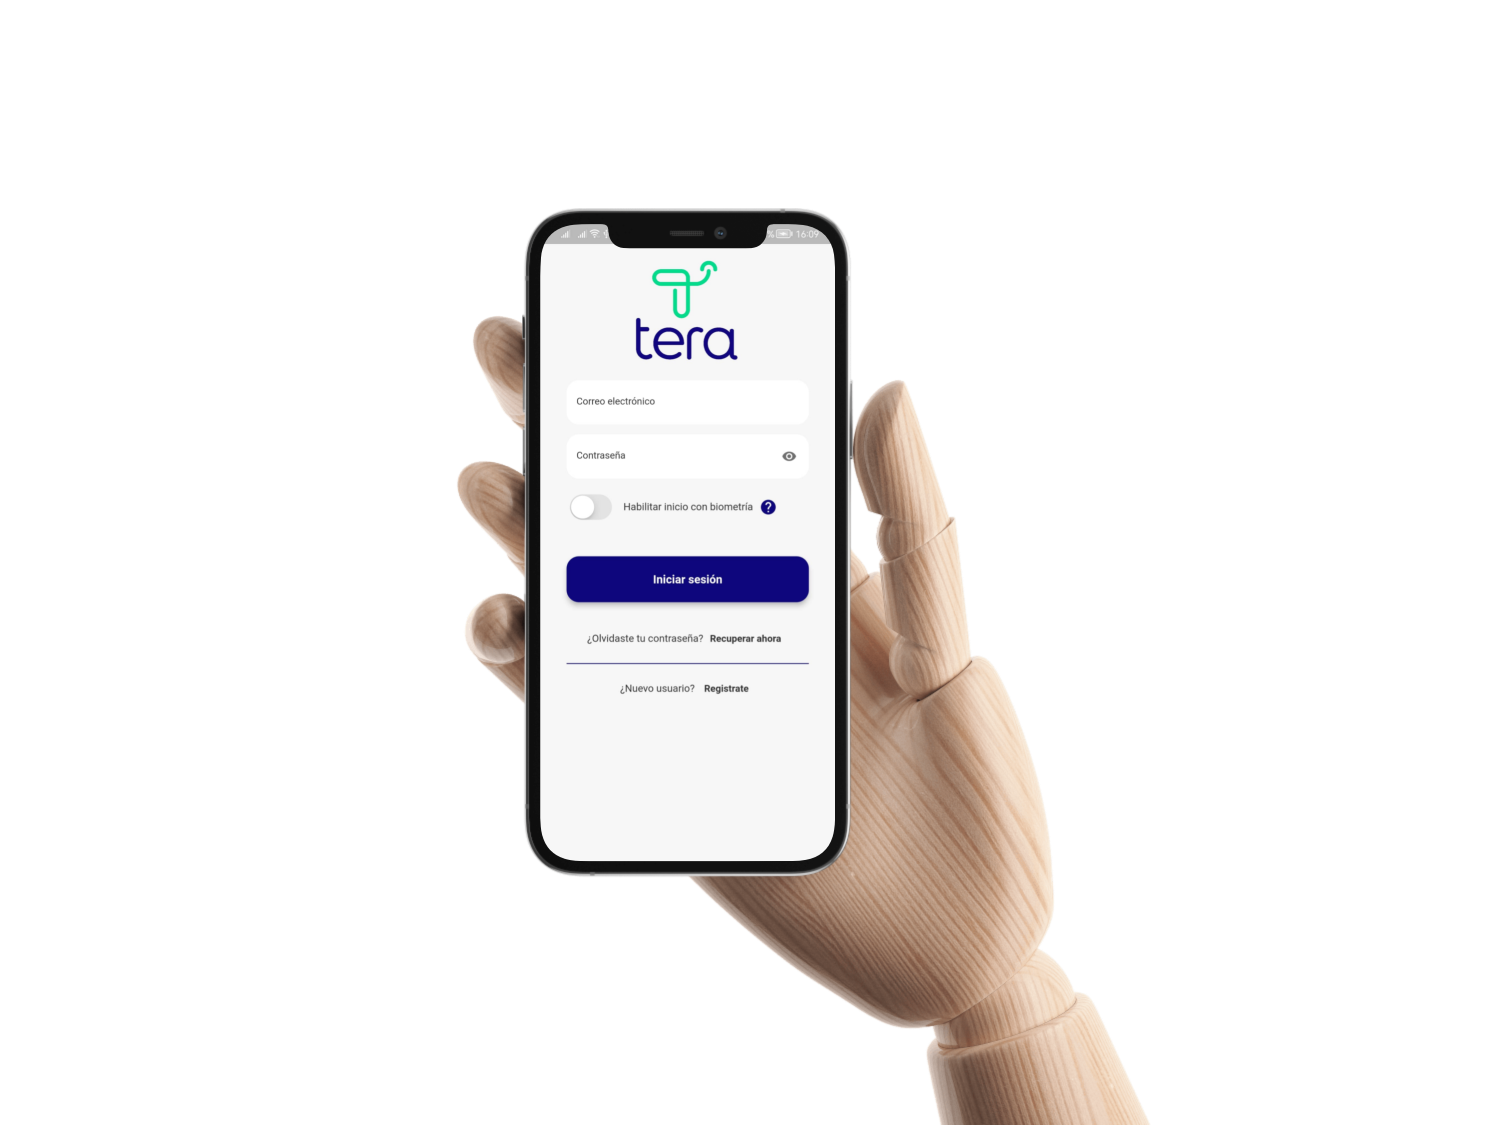 % 16:09
tera
Correo electrónico
Contraseña
Habilitar inicio con biometría ?
Iniciar sesión
¿Olvidaste tu contraseña? Recuperar ahora
¿Nuevo usuario? Registrate